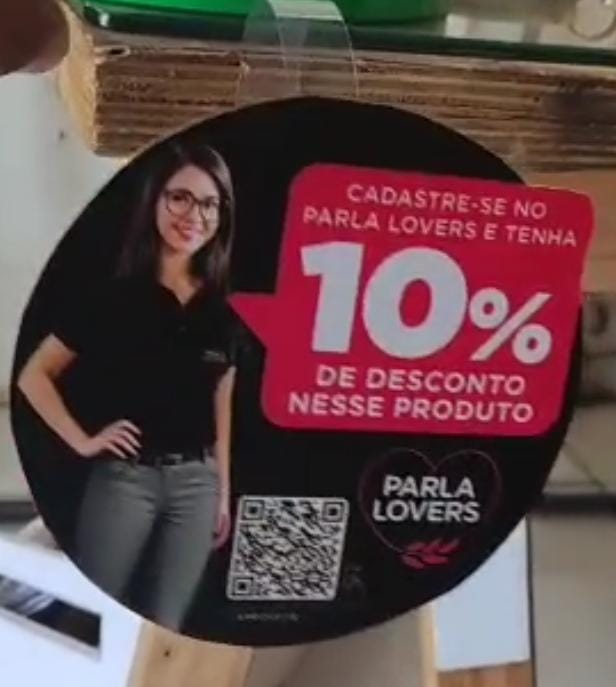 CADASTRE-SE NO
PARLA LOVERS E TENHA
10%
DE DESCONTO
NESSE PRODUTO
PARLA
LOVERS